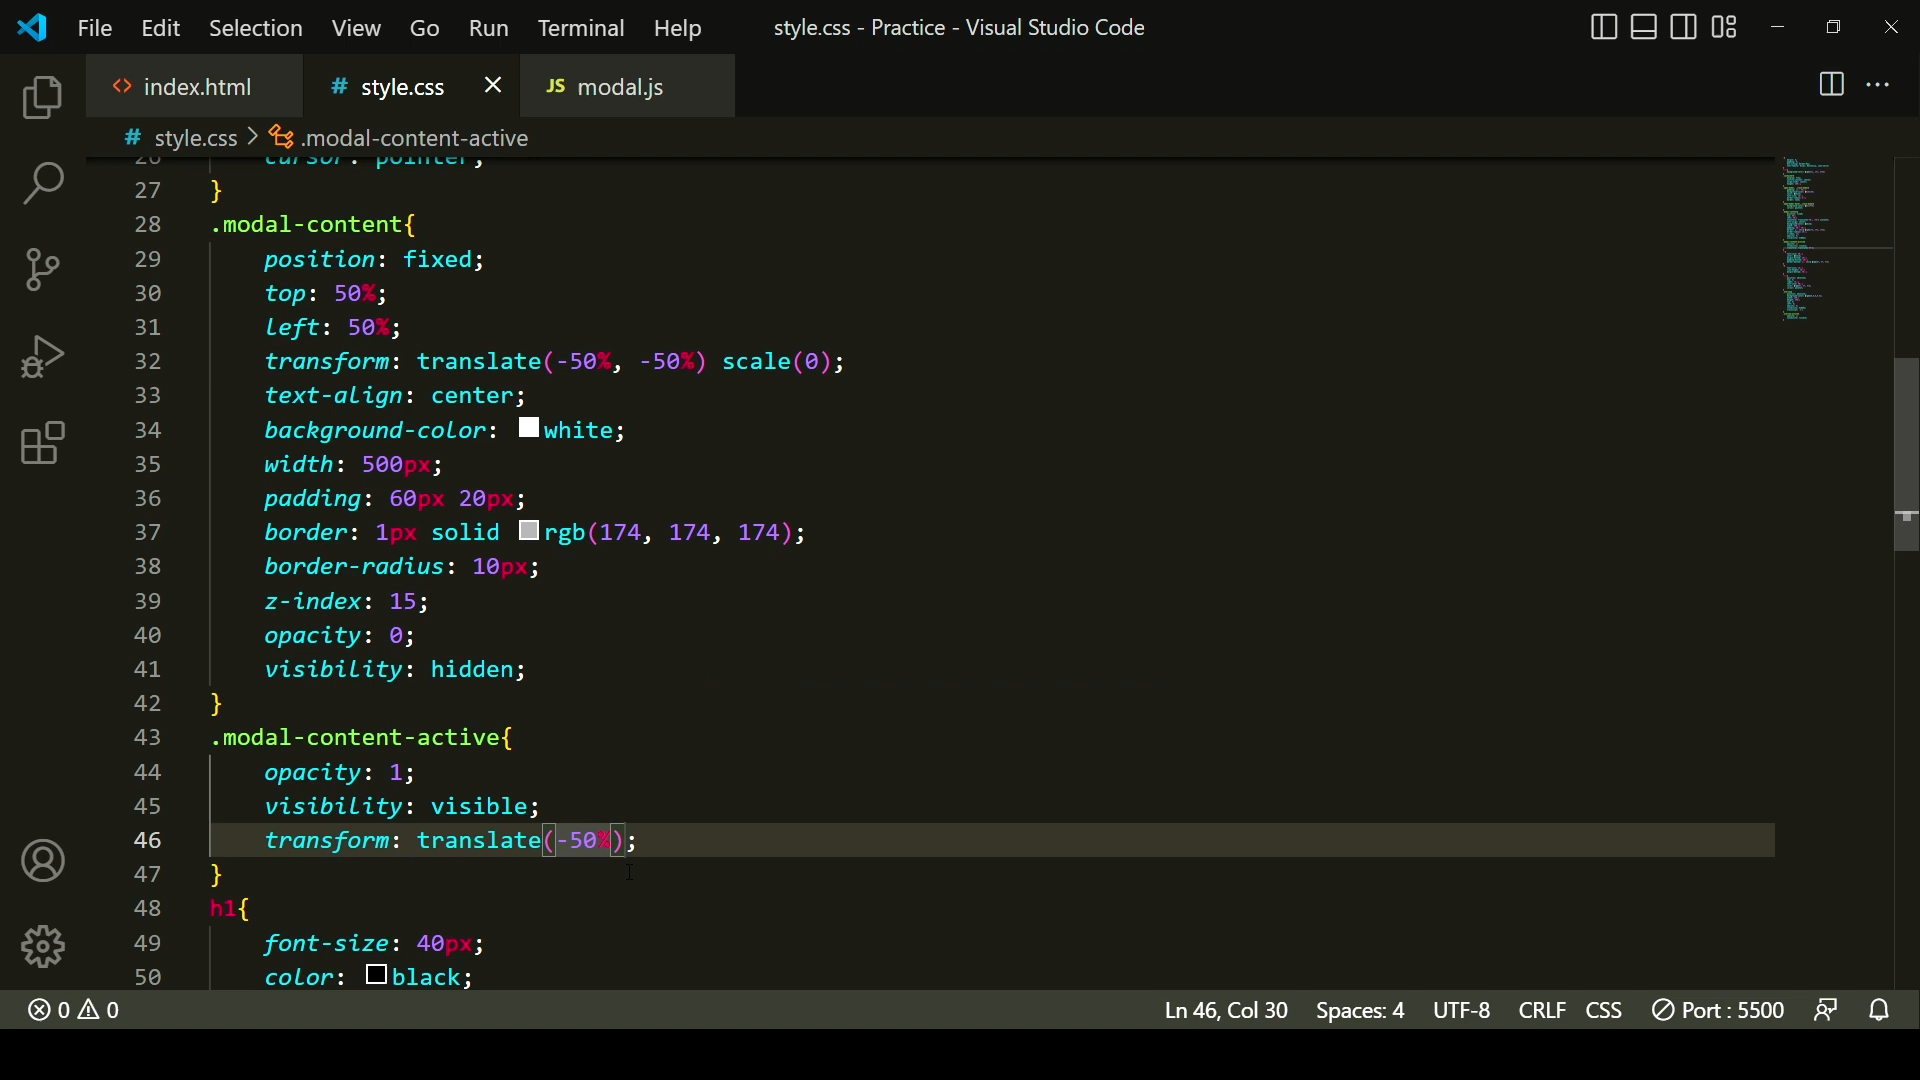 File Edit Selection View Go Run Terminal Help style.css - Practice - Visual Studio Code
<> index.html # style.css JS modal.js
# style.css > .modal-content-active
26 cursor: pointer;
27 }
28 .modal-content{
29 position: fixed;
30 top: 50%;
31 left: 50%;
32 transform: translate(-50%, -50%) scale(0);
33 text-align: center;
34 background-color: white;
35 width: 500px;
36 padding: 60px 20px;
37 border: 1px solid rgb(174, 174, 174);
38 border-radius: 10px;
39 z-index: 15;
40 opacity: 0;
41 visibility: hidden;
42 }
43 .modal-content-active{
44 opacity: 1;
45 visibility: visible;
46 transform: translate(-50%);
47 }
48 h1{
49 font-size: 40px;
50 color: black;
0 0 Ln 46, Col 30 Spaces: 4 UTF-8 CRLF CSS Port : 5500